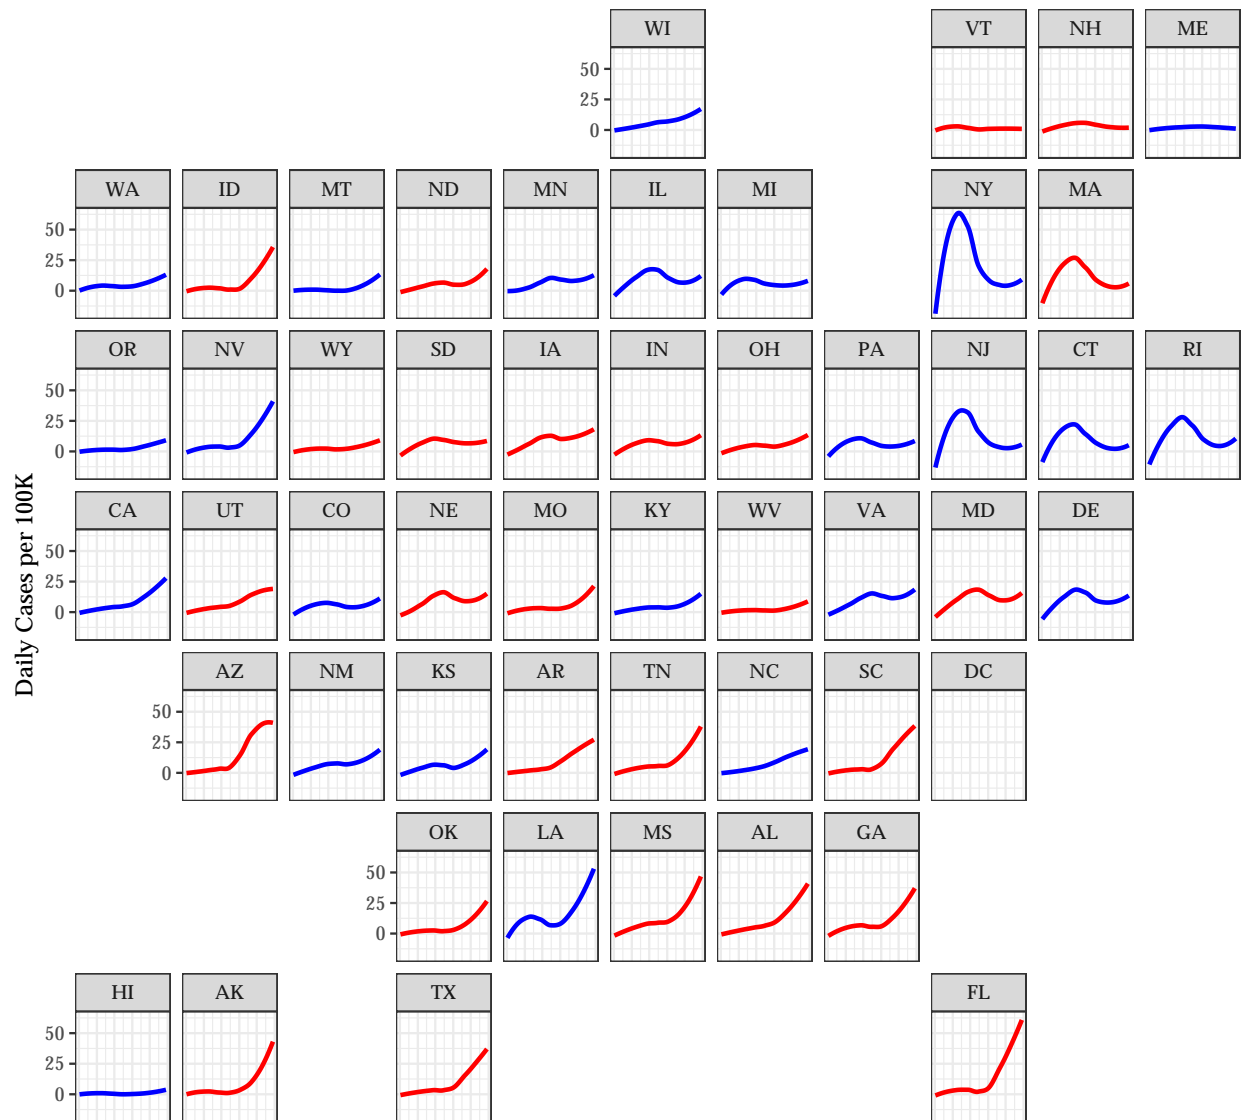 WI VT NH ME
50
25
0
WA ID MT ND MN IL MI NY MA
50
25
0
OR NV WY SD IA IN OH PA NJ CT RI
50
25
0
CA UT CO NE MO KY WV VA MD DE
50
25
0
Daily Cases per 100K
AZ NM KS AR TN NC SC DC
50
25
0
OK LA MS AL GA
50
25
0
HI AK TX FL
50
25
0